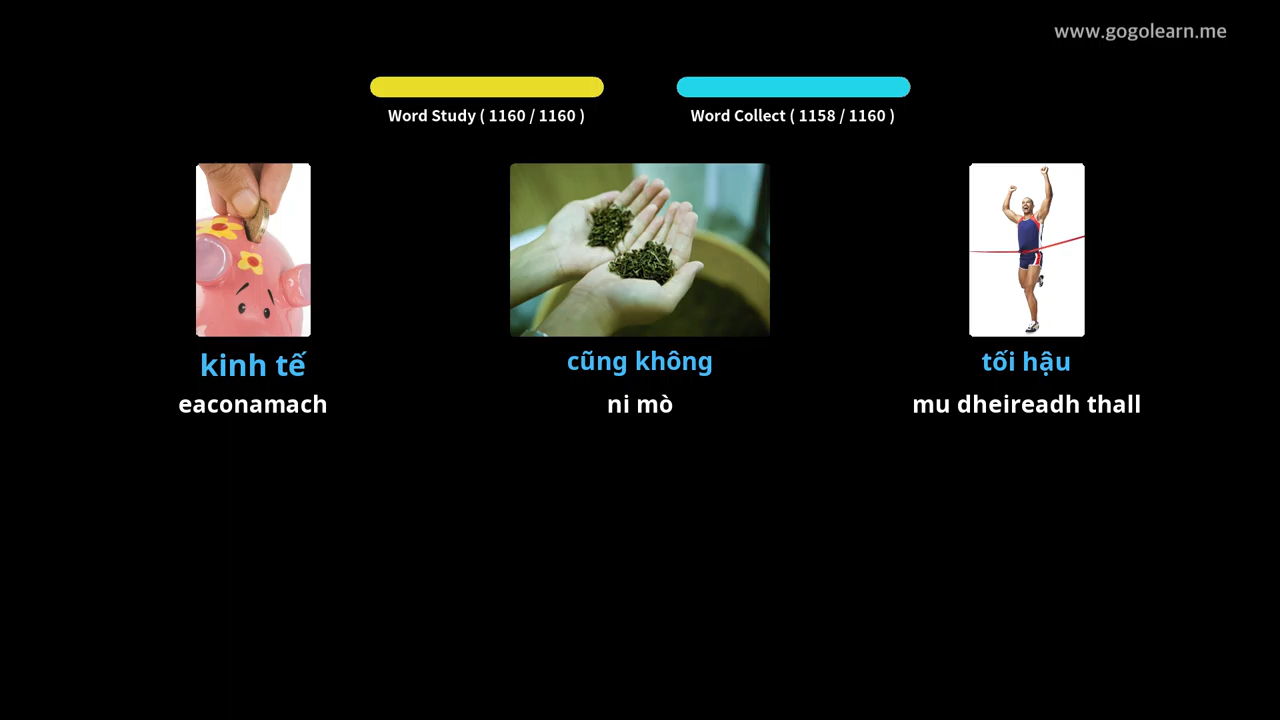 www.gogolearn.me
Word Study ( 1160 / 1160 )
Word Collect ( 1158 / 1160 )
kinh tế
eaconamach
cũng không
ni mò
tối hậu
mu dheireadh thall